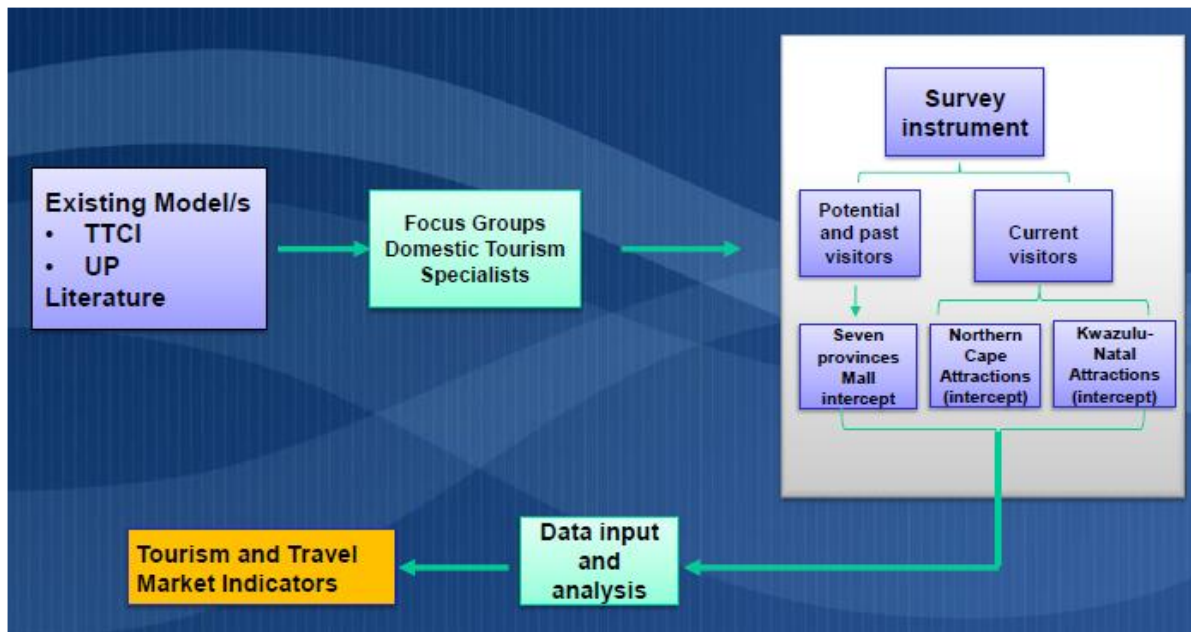 Existing Model/s
• TTCI
• UP
Literature
Focus Groups
Domestic Tourism
Specialists
Survey
instrument
Potential
and past
visitors
Current
visitors
Seven
provinces
Mall
intercept
Northern
Cape
Attractions
(intercept)
Kwazulu-
Natal
Attractions
(intercept)
Data input
and
analysis
Tourism and Travel
Market Indicators